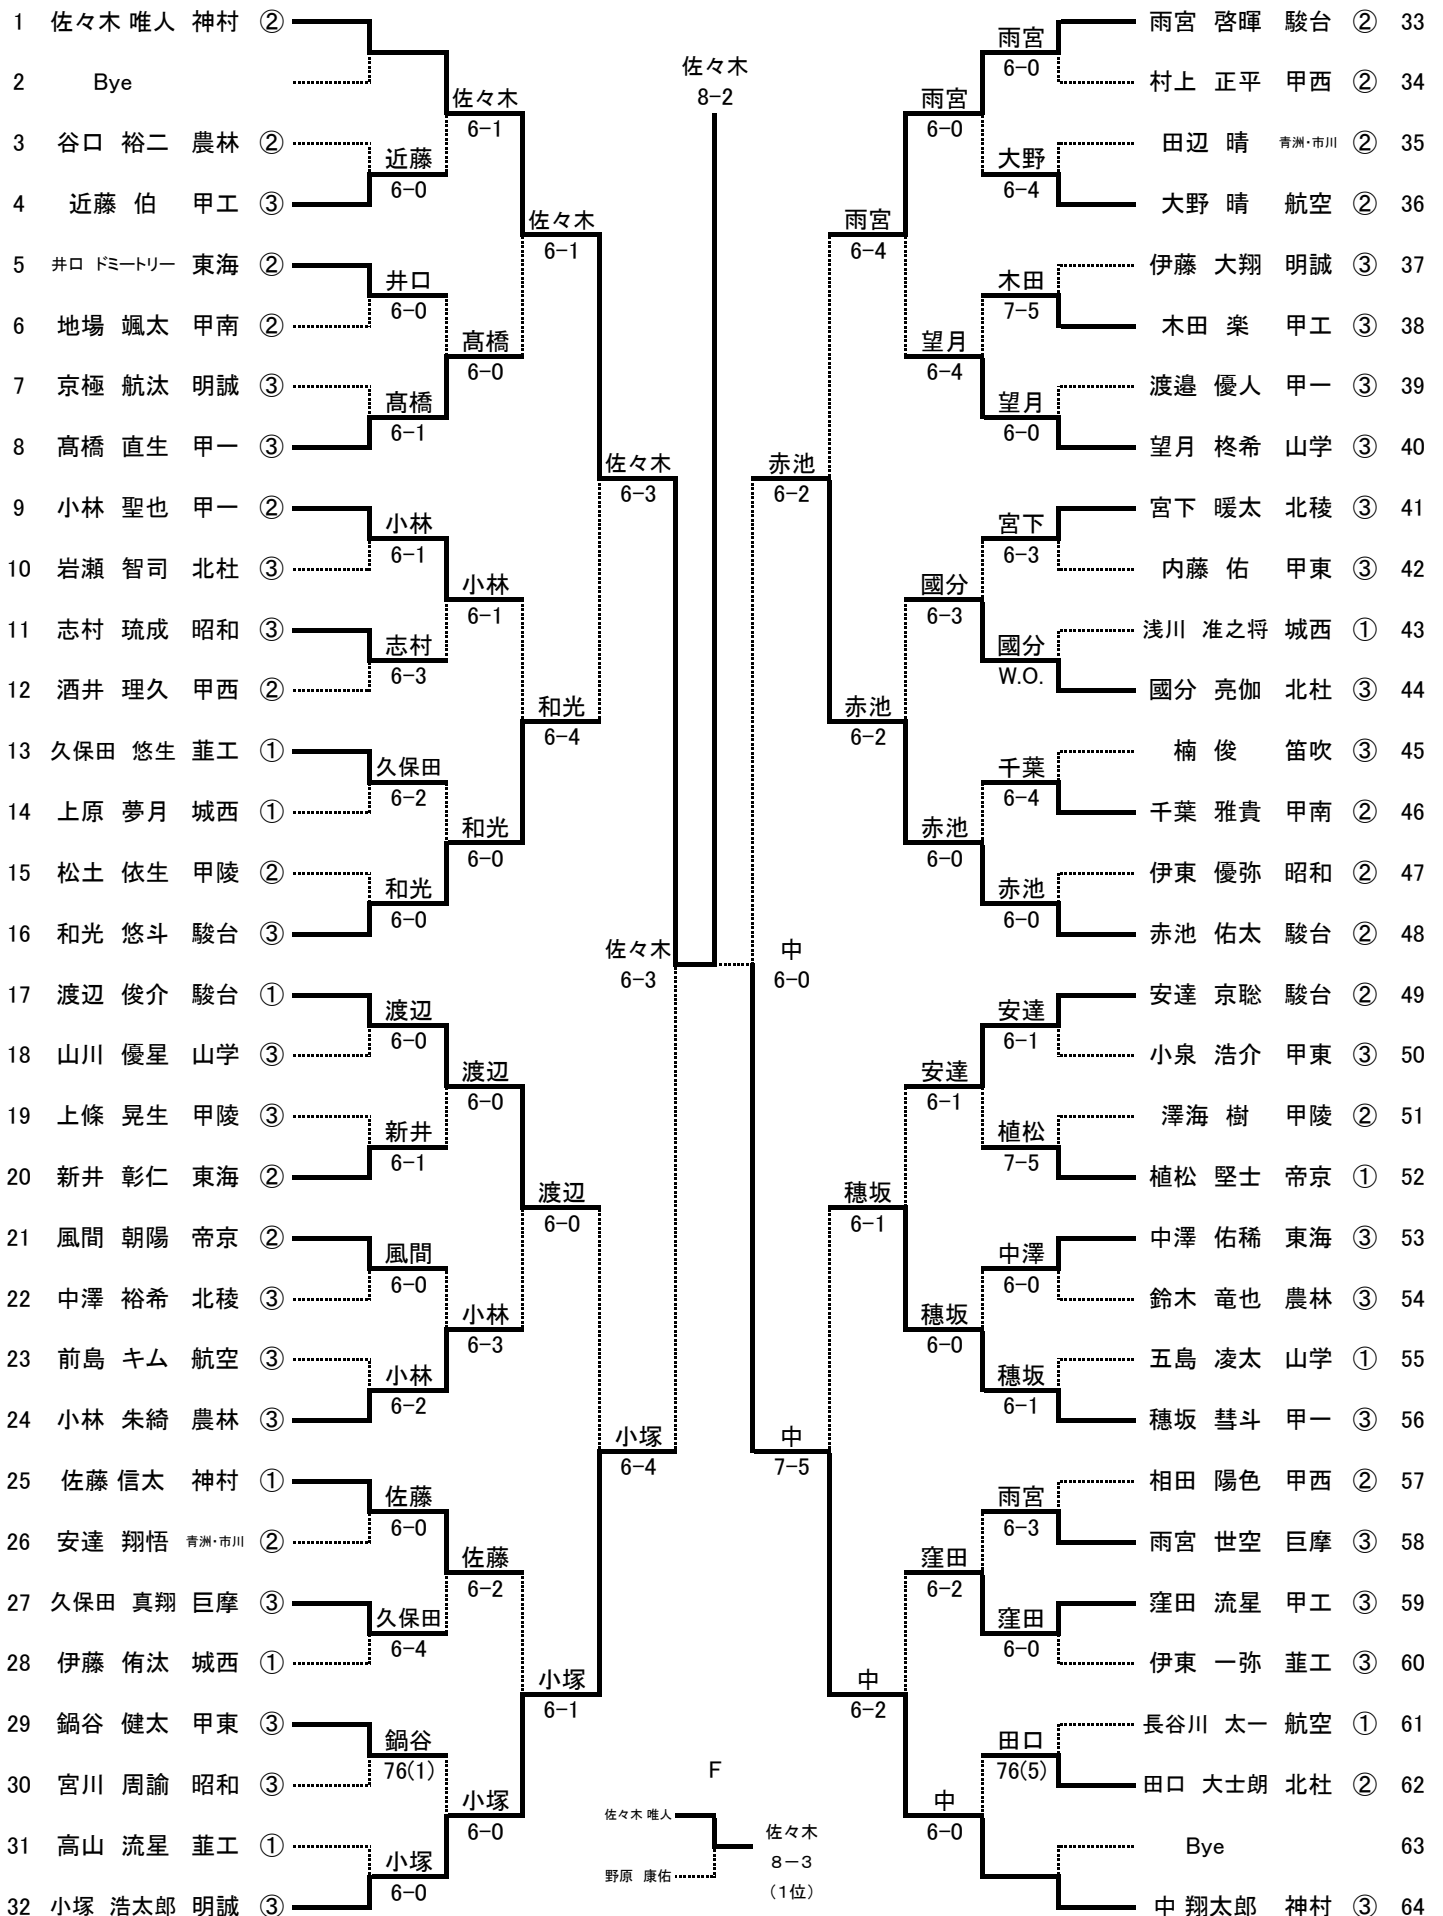 1 佐々木 唯人 神村 ②
2 Bye
3 谷口 裕二 農林 ②
4 近藤 伯 甲工 ③
5 井口 ドミートリー 東海 ②
6 地場 颯太 甲南 ②
7 京極 航汰 明誠 ③
8 髙橋 直生 甲一 ③
9 小林 聖也 甲一 ②
10 岩瀬 智司 北杜 ③
11 志村 琉成 昭和 ③
12 酒井 理久 甲西 ②
13 久保田 悠生 韮工 ①
14 上原 夢月 城西 ①
15 松土 依生 甲陵 ②
16 和光 悠斗 駿台 ③
17 渡辺 俊介 駿台 ①
18 山川 優星 山学 ③
19 上條 晃生 甲陵 ③
20 新井 彰仁 東海 ②
21 風間 朝陽 帝京 ②
22 中澤 裕希 北稜 ③
23 前島 キム 航空 ③
24 小林 朱綺 農林 ③
25 佐藤 信太 神村 ①
26 安達 翔悟 青洲・市川 ②
27 久保田 真翔 巨摩 ③
28 伊藤 侑汰 城西 ①
29 鍋谷 健太 甲東 ③
30 宮川 周諭 昭和 ③
31 高山 流星 韮工 ①
32 小塚 浩太郎 明誠 ③
近藤
6-0
井口
6-0
髙橋
6-1
小林
6-1
志村
6-3
久保田
6-2
和光
6-0
渡辺
6-0
新井
6-1
風間
6-0
小林
6-2
佐藤
6-0
久保田
6-4
鍋谷
76(1)
小塚
6-0
佐々木
6-1
髙橋
6-0
小林
6-1
和光
6-0
渡辺
6-0
小林
6-3
佐藤
6-2
小塚
6-0
佐々木
6-1
和光
6-4
渡辺
6-0
小塚
6-1
佐々木
6-3
小塚
6-4
佐々木
6-3
佐々木
8-2
中
6-0
赤池
6-2
中
7-5
雨宮
6-4
赤池
6-2
穂坂
6-1
中
6-2
雨宮
6-0
望月
6-4
國分
6-3
赤池
6-0
安達
6-1
穂坂
6-0
窪田
6-2
中
6-0
雨宮
6-0
大野
6-4
木田
7-5
望月
6-0
宮下
6-3
國分
W.O.
千葉
6-4
赤池
6-0
安達
6-1
植松
7-5
中澤
6-0
穂坂
6-1
雨宮
6-3
窪田
6-0
田口
76(5)
雨宮 啓暉 駿台 ② 33
村上 正平 甲西 ② 34
田辺 晴 青洲・市川 ② 35
大野 晴 航空 ② 36
伊藤 大翔 明誠 ③ 37
木田 楽 甲工 ③ 38
渡邉 優人 甲一 ③ 39
望月 柊希 山学 ③ 40
宮下 暖太 北稜 ③ 41
内藤 佑 甲東 ③ 42
浅川 准之将 城西 ① 43
國分 亮伽 北杜 ③ 44
楠 俊 笛吹 ③ 45
千葉 雅貴 甲南 ② 46
伊東 優弥 昭和 ② 47
赤池 佑太 駿台 ② 48
安達 京聡 駿台 ② 49
小泉 浩介 甲東 ③ 50
澤海 樹 甲陵 ② 51
植松 堅士 帝京 ① 52
中澤 佑稀 東海 ③ 53
鈴木 竜也 農林 ③ 54
五島 凌太 山学 ① 55
穂坂 彗斗 甲一 ③ 56
相田 陽色 甲西 ② 57
雨宮 世空 巨摩 ③ 58
窪田 流星 甲工 ③ 59
伊東 一弥 韮工 ③ 60
長谷川 太一 航空 ① 61
田口 大士朗 北杜 ② 62
Bye 63
中 翔太郎 神村 ③ 64
F
佐々木 唯人
野原 康佑
佐々木
8-3
(1位)